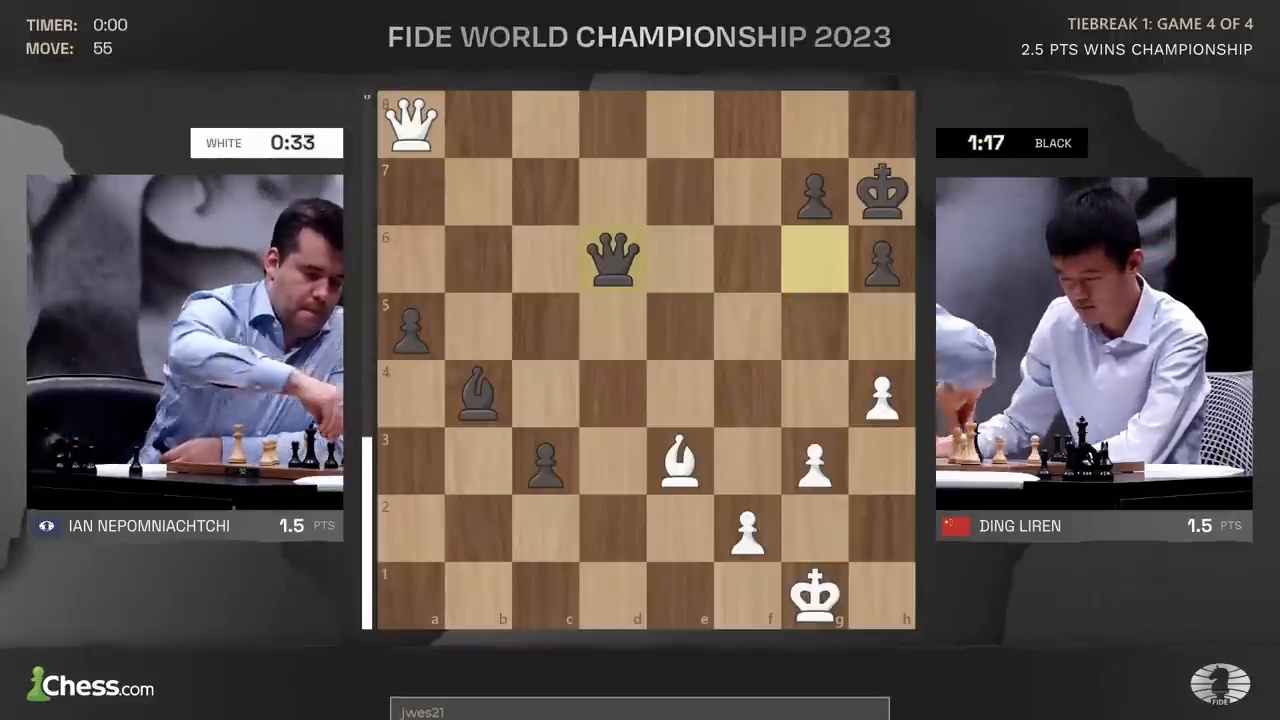 TIMER: 0:00
MOVE: 55
FIDE WORLD CHAMPIONSHIP 2023
TIEBREAK 1: GAME 4 OF 4
2.5 PTS WINS CHAMPIONSHIP
WHITE 0:33
1:17 BLACK
8
7
6
5
4
3
2
1
a b c d e f g h
IAN NEPOMNIACHTCHI 1.5 PTS
DING LIREN 1.5 PTS
Chess.com
FIDE
jwes21